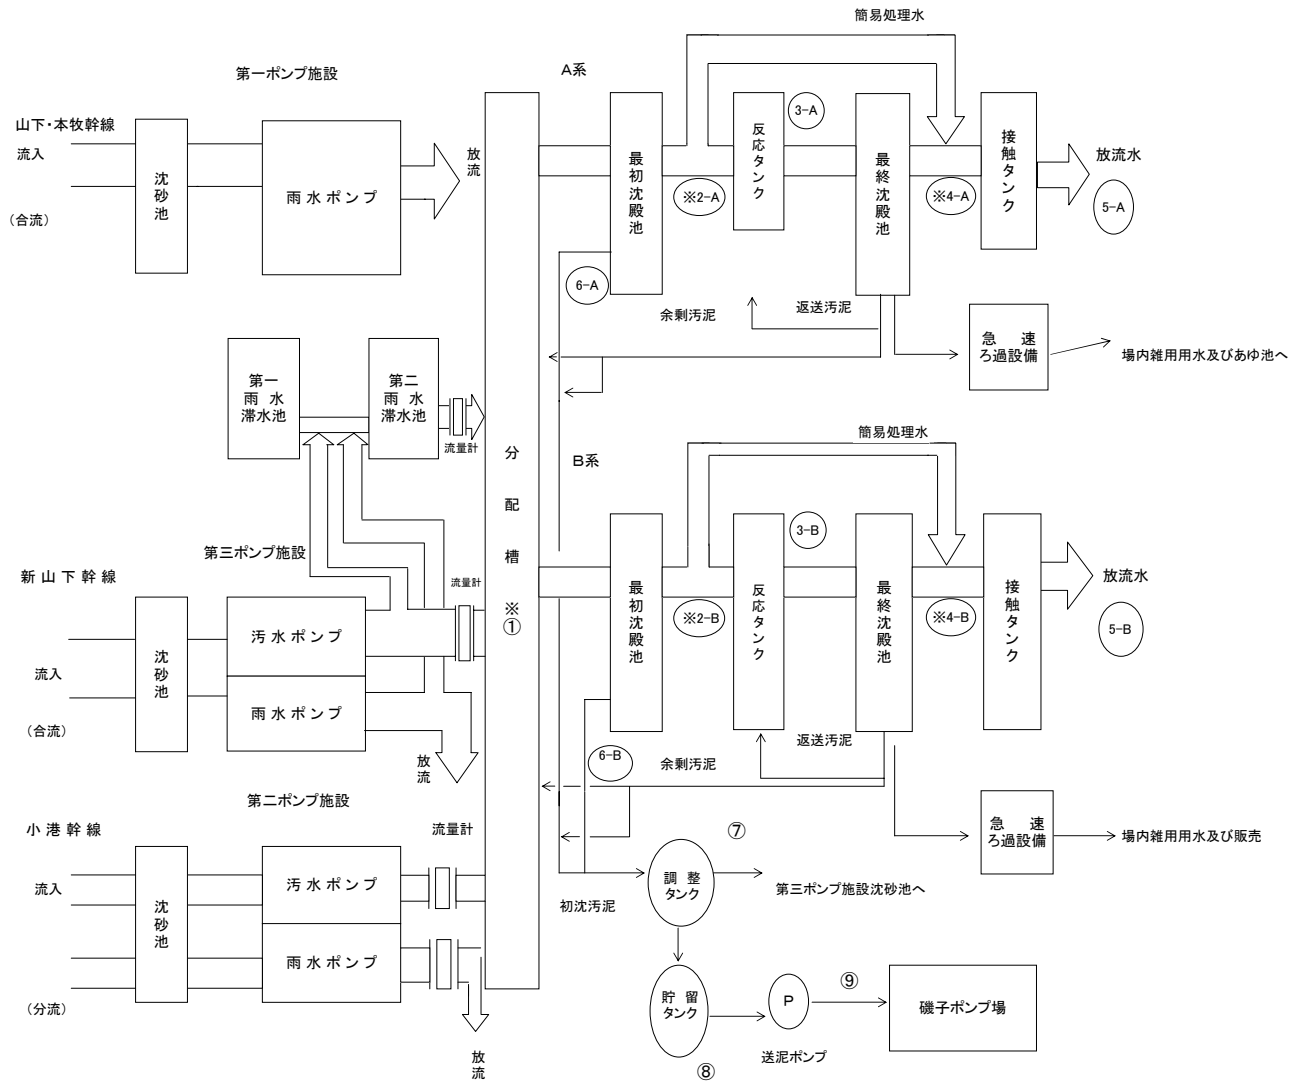 簡易処理水
A系
第一ポンプ施設
山下・本牧幹線
流入
(合流)
沈砂池
雨水ポンプ
放流
最初沈殿池
※2-A
反応タンク
3-A
最終沈殿池
※4-A
接触タンク
放流水
5-A
6-A
余剰汚泥
返送汚泥
急 速
ろ過設備
場内雑用用水及びあゆ池へ
第一
雨 水
滞水池
第二
雨 水
滞水池
流量計
分配槽
※
①
B系
簡易処理水
第三ポンプ施設
新山下幹線
流入
(合流)
沈砂池
汚水ポンプ
雨水ポンプ
流量計
放流
最初沈殿池
※2-B
反応タンク
3-B
最終沈殿池
※4-B
接触タンク
放流水
5-B
6-B
余剰汚泥
返送汚泥
急 速
ろ過設備
場内雑用用水及び販売
第二ポンプ施設
小港幹線
流入
(分流)
沈砂池
汚水ポンプ
雨水ポンプ
流量計
放流
初沈汚泥
調 整
タンク
⑦
第三ポンプ施設沈砂池へ
貯 留
タンク
⑧
P
送泥ポンプ
⑨
磯子ポンプ場